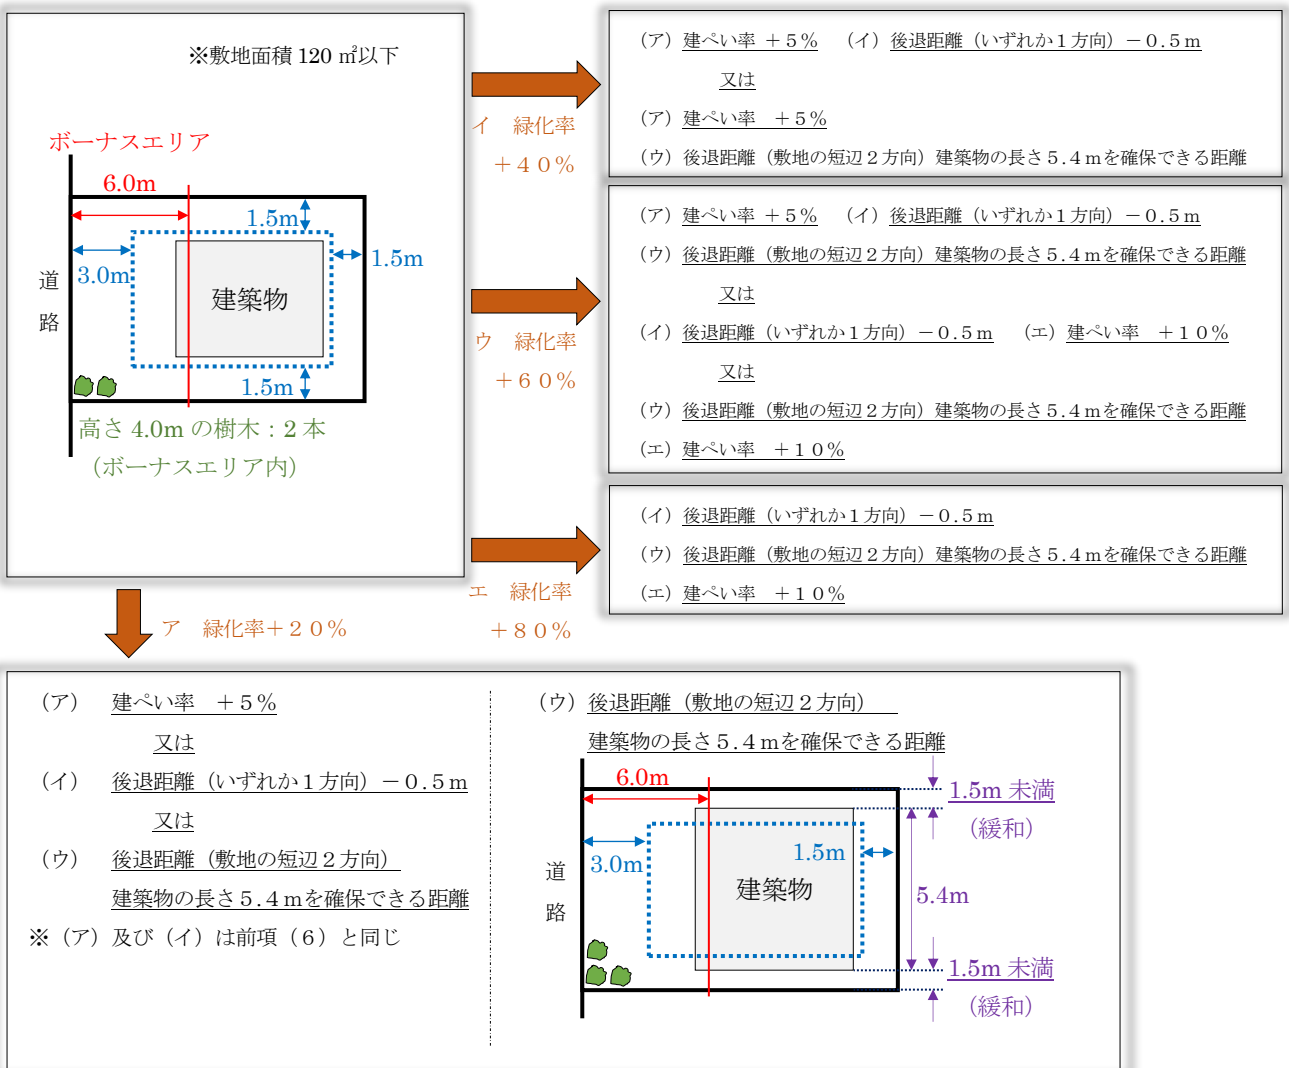 ※敷地面積 120 ㎡以下
ボーナスエリア
6.0m
1.5m
3.0m
1.5m
道
路
建築物
1.5m
高さ 4.0m の樹木：2 本
（ボーナスエリア内）
イ　緑化率
＋４０％
（ア）建ぺい率 ＋５％　（イ）後退距離（いずれか１方向）－０.５ｍ
又は
（ア）建ぺい率　＋５％
（ウ）後退距離（敷地の短辺２方向）建築物の長さ５.４ｍを確保できる距離
ウ　緑化率
＋６０％
（ア）建ぺい率 ＋５％　（イ）後退距離（いずれか１方向）－０.５ｍ
（ウ）後退距離（敷地の短辺２方向）建築物の長さ５.４ｍを確保できる距離
又は
（イ）後退距離（いずれか１方向）－０.５ｍ　（エ）建ぺい率　＋１０％
又は
（ウ）後退距離（敷地の短辺２方向）建築物の長さ５.４ｍを確保できる距離
（エ）建ぺい率　＋１０％
エ　緑化率
＋８０％
（イ）後退距離（いずれか１方向）－０.５ｍ
（ウ）後退距離（敷地の短辺２方向）建築物の長さ５.４ｍを確保できる距離
（エ）建ぺい率　＋１０％
ア　緑化率＋２０％
（ア）　建ぺい率　＋５％
又は
（イ）　後退距離（いずれか１方向）－０.５ｍ
又は
（ウ）　後退距離（敷地の短辺２方向）
建築物の長さ５.４ｍを確保できる距離
※（ア）及び（イ）は前項（６）と同じ
（ウ）後退距離（敷地の短辺２方向）
建築物の長さ５.４ｍを確保できる距離
6.0m
1.5m 未満
（緩和）
3.0m
1.5m
道
路
建築物
5.4m
1.5m 未満
（緩和）